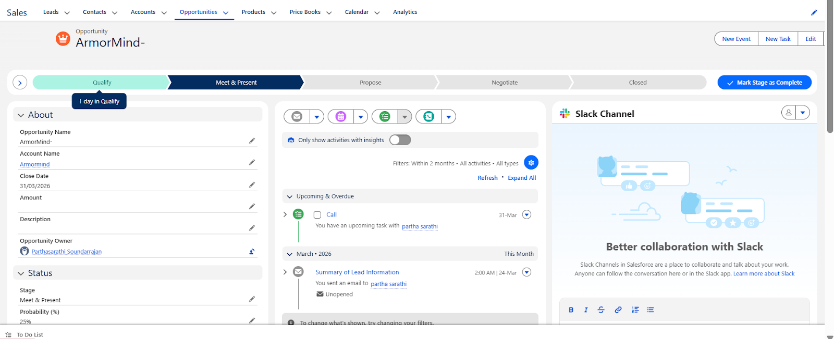 Sales Leads Contacts Accounts Opportunities Products Price Books Calendar Analytics
Opportunity
ArmorMind-
New Event New Task Edit
Qualify Meet & Present Propose Negotiate Closed Mark Stage as Complete
1 day in Qualify
About
Opportunity Name
ArmorMind-
Account Name
Armormind
Close Date
31/03/2026
Amount
Description
Opportunity Owner
Parthasarathi Soundarrajan
Status
Stage
Meet & Present
Probability (%)
25%
Only show activities with insights
Filters: Within 2 months • All activities • All types
Refresh • Expand All
Upcoming & Overdue
Call 31-Mar
You have an upcoming task with partha sarathi
March • 2026 This Month
Summary of Lead Information 2:00 AM | 24-Mar
You sent an email to partha sarathi
Unopened
To change what's shown, try changing your filters.
Slack Channel
Better collaboration with Slack
Slack Channels in Salesforce are a place to collaborate and talk about your work.
Anyone can follow the conversation here or in the Slack app. Learn more about Slack
B I S
To Do List